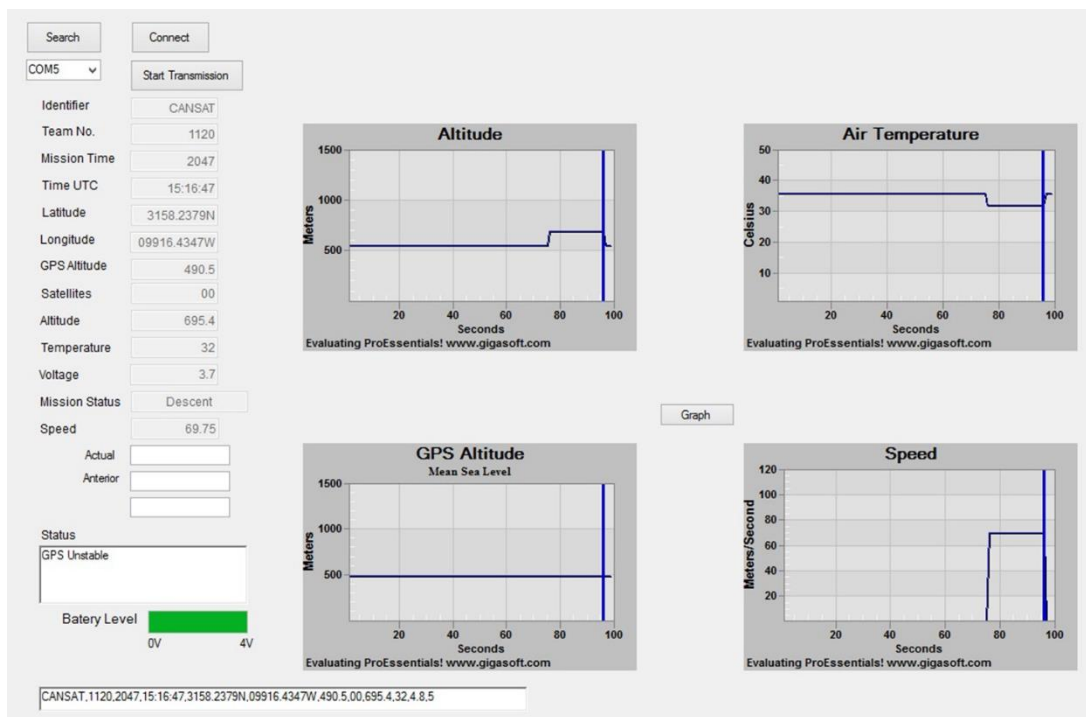 Search Connect
COM5 Start Transmission
Identifier CANSAT
Team No. 1120
Mission Time 2047
Time UTC 15:16:47
Latitude 3158.2379N
Longitude 09916.4347W
GPS Altitude 490.5
Satellites 00
Altitude 695.4
Temperature 32
Voltage 3.7
Mission Status Descent
Speed 69.75
Actual
Anterior
Status
GPS Unstable
Batery Level
0V 4V
Altitude
Meters
1500
1000
500
20 40 60 80 100
Seconds
Evaluating ProEssentials! www.gigasoft.com
Air Temperature
Celsius
50
40
30
20
10
20 40 60 80 100
Seconds
Evaluating ProEssentials! www.gigasoft.com
Graph
GPS Altitude
Mean Sea Level
Meters
1500
1000
500
20 40 60 80 100
Seconds
Evaluating ProEssentials! www.gigasoft.com
Speed
Meters/Second
120
100
80
60
40
20
20 40 60 80 100
Seconds
Evaluating ProEssentials! www.gigasoft.com
CANSAT,1120,2047,15:16:47,3158.2379N,09916.4347W,490.5,00,695.4,32,4.8,5